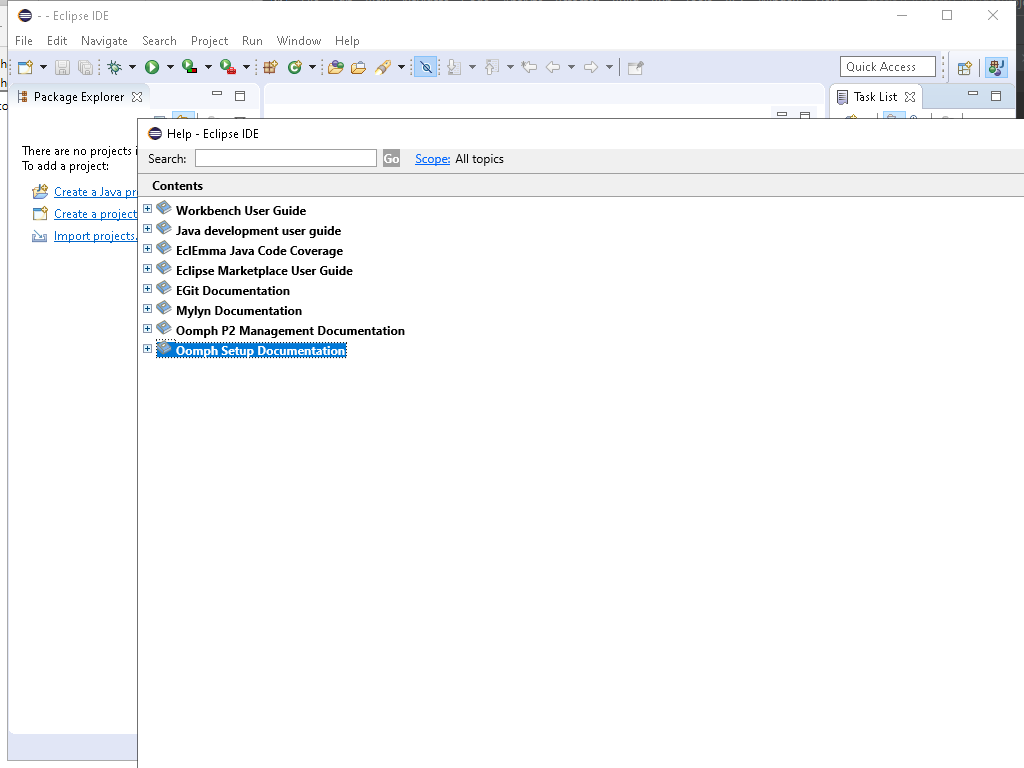 - - Eclipse IDE
File Edit Navigate Search Project Run Window Help
Quick Access
Package Explorer
Task List
There are no projects
To add a project:
Create a Java
Create a project
Import projects
Help - Eclipse IDE
Search: Go Scope: All topics
Contents
Workbench User Guide
Java development user guide
EclEmma Java Code Coverage
Eclipse Marketplace User Guide
EGit Documentation
Mylyn Documentation
Oomph P2 Management Documentation
Oomph Setup Documentation